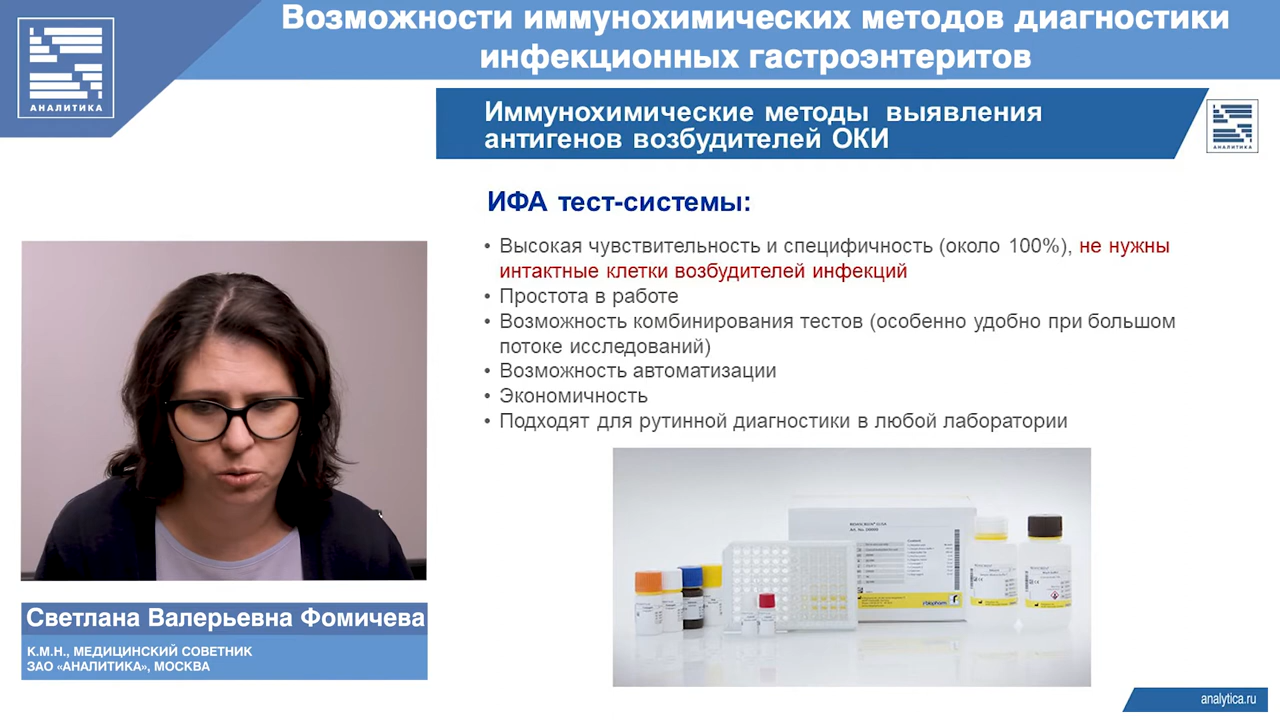 Возможности иммунохимических методов диагностики
инфекционных гастроэнтеритов
АНАЛИТИКА
Иммунохимические методы выявления
антигенов возбудителей ОКИ
АНАЛИТИКА
ИФА тест-системы:
• Высокая чувствительность и специфичность (около 100%), не нужны
интактные клетки возбудителей инфекций
• Простота в работе
• Возможность комбинирования тестов (особенно удобно при большом
потоке исследований)
• Возможность автоматизации
• Экономичность
• Подходят для рутинной диагностики в любой лаборатории
r-biopharm
Светлана Валерьевна Фомичева
К.М.Н., МЕДИЦИНСКИЙ СОВЕТНИК
ЗАО «АНАЛИТИКА», МОСКВА
analytica.ru